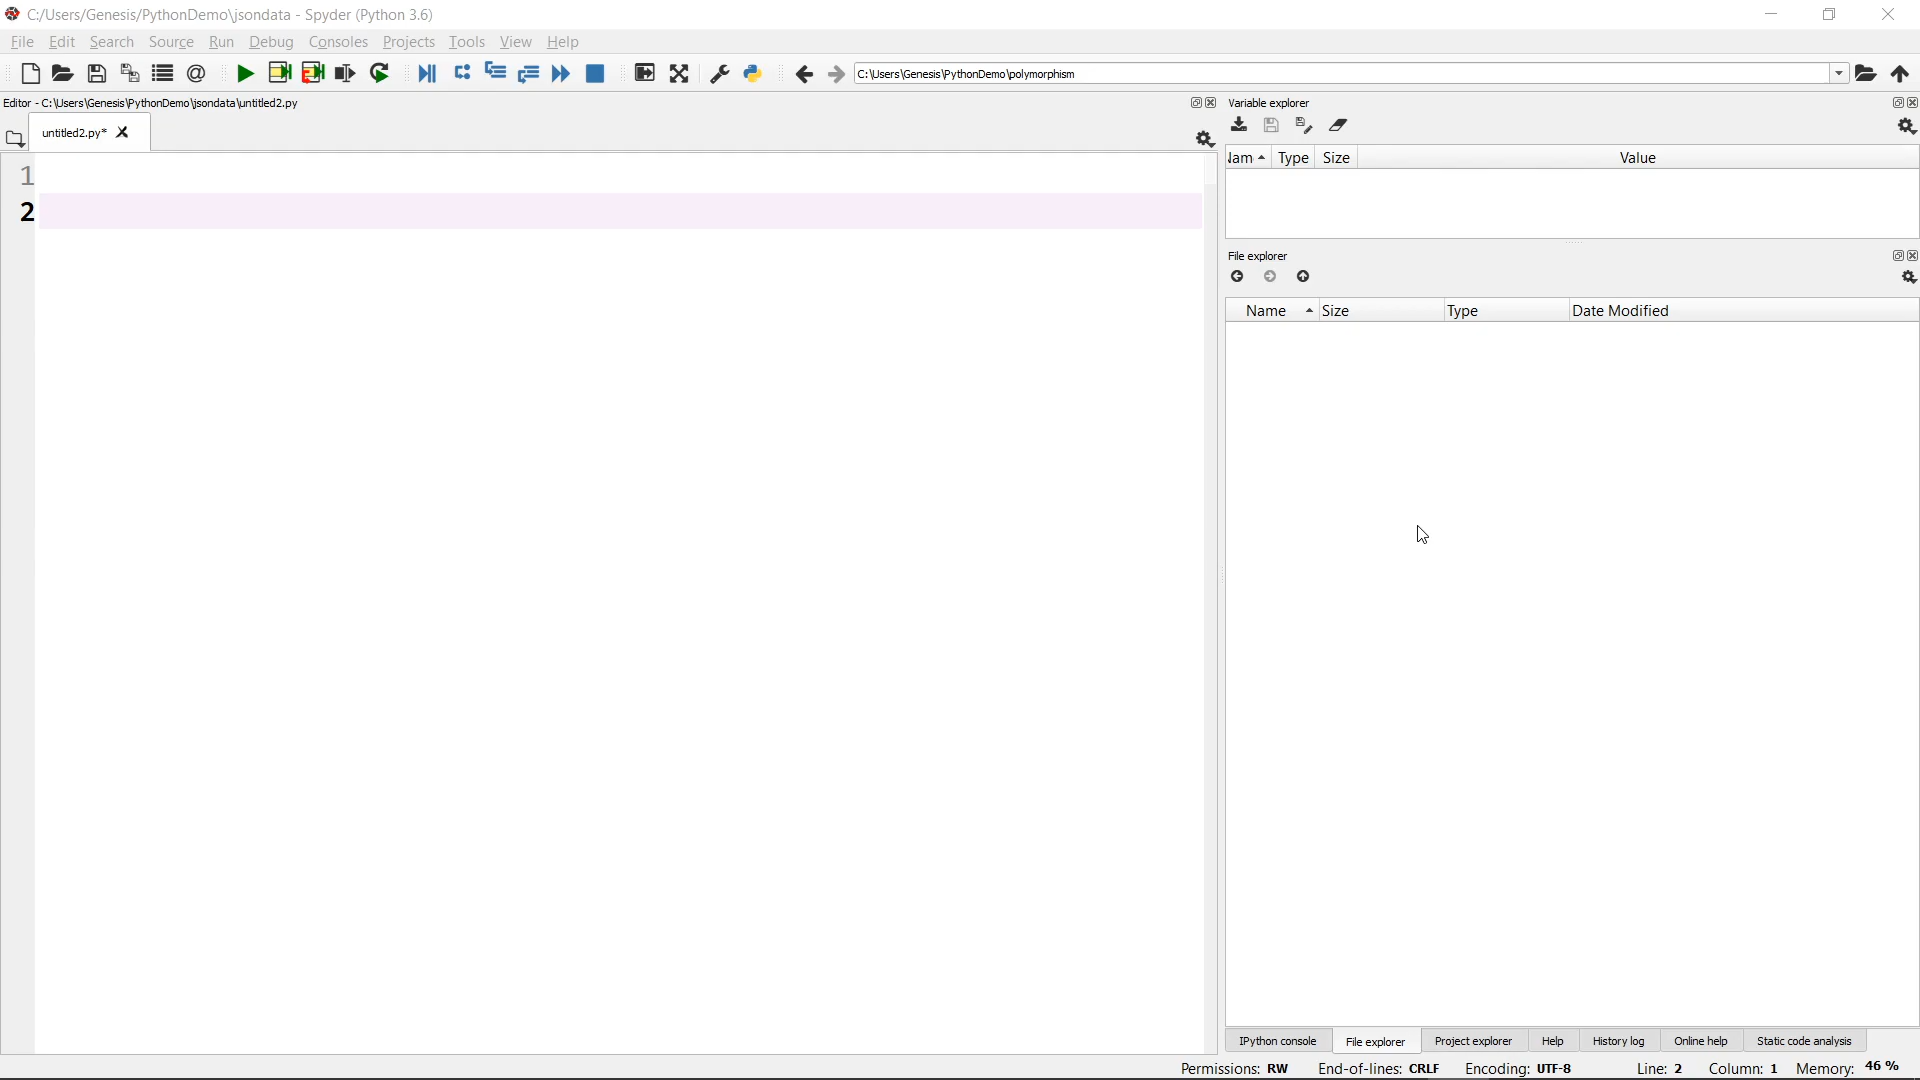 C:/Users/Genesis/PythonDemo\jsondata - Spyder (Python 3.6)
File Edit Search Source Run Debug Consoles Projects Tools View Help
C:\Users\Genesis\PythonDemo\polymorphism
Editor - C:\Users\Genesis\PythonDemo\jsondata\untitled2.py
untitled2.py*
1
2
Variable explorer
Type Size Value
File explorer
Name Size Type Date Modified
IPython console File explorer Project explorer Help History log Online help Static code analysis
Permissions: RW End-of-lines: CRLF Encoding: UTF-8 Line: 2 Column: 1 Memory: 46 %